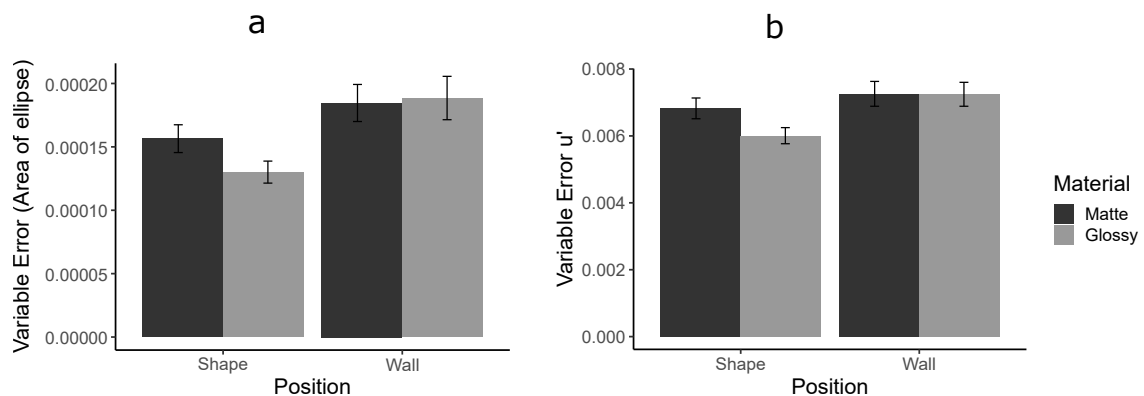 a
Variable Error (Area of ellipse)
0.00020
0.00015
0.00010
0.00005
0.00000
Shape
Wall
Position
b
Variable Error u'
0.008
0.006
0.004
0.002
0.000
Shape
Wall
Position
Material
Matte
Glossy